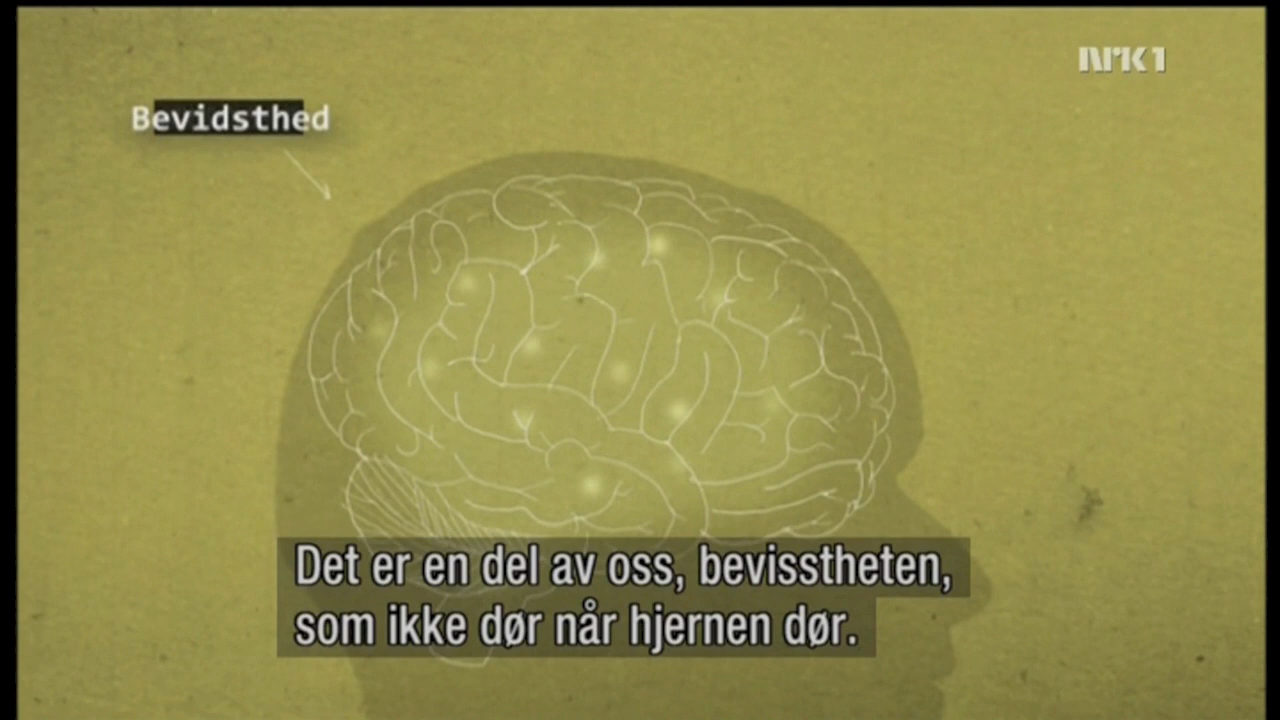 NRK1
Bevidsthed
Det er en del av oss, bevisstheten,
som ikke dør når hjernen dør.